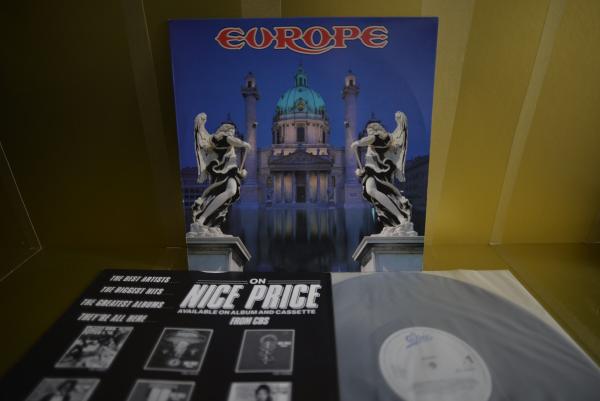 EUROPE
THE BEST ARTISTS
THE BIGGEST HITS
THE GREATEST ALBUMS
THEY'RE ALL HERE
ON
NICE PRICE
AVAILABLE ON ALBUM AND CASSETTE
FROM CBS
Epic